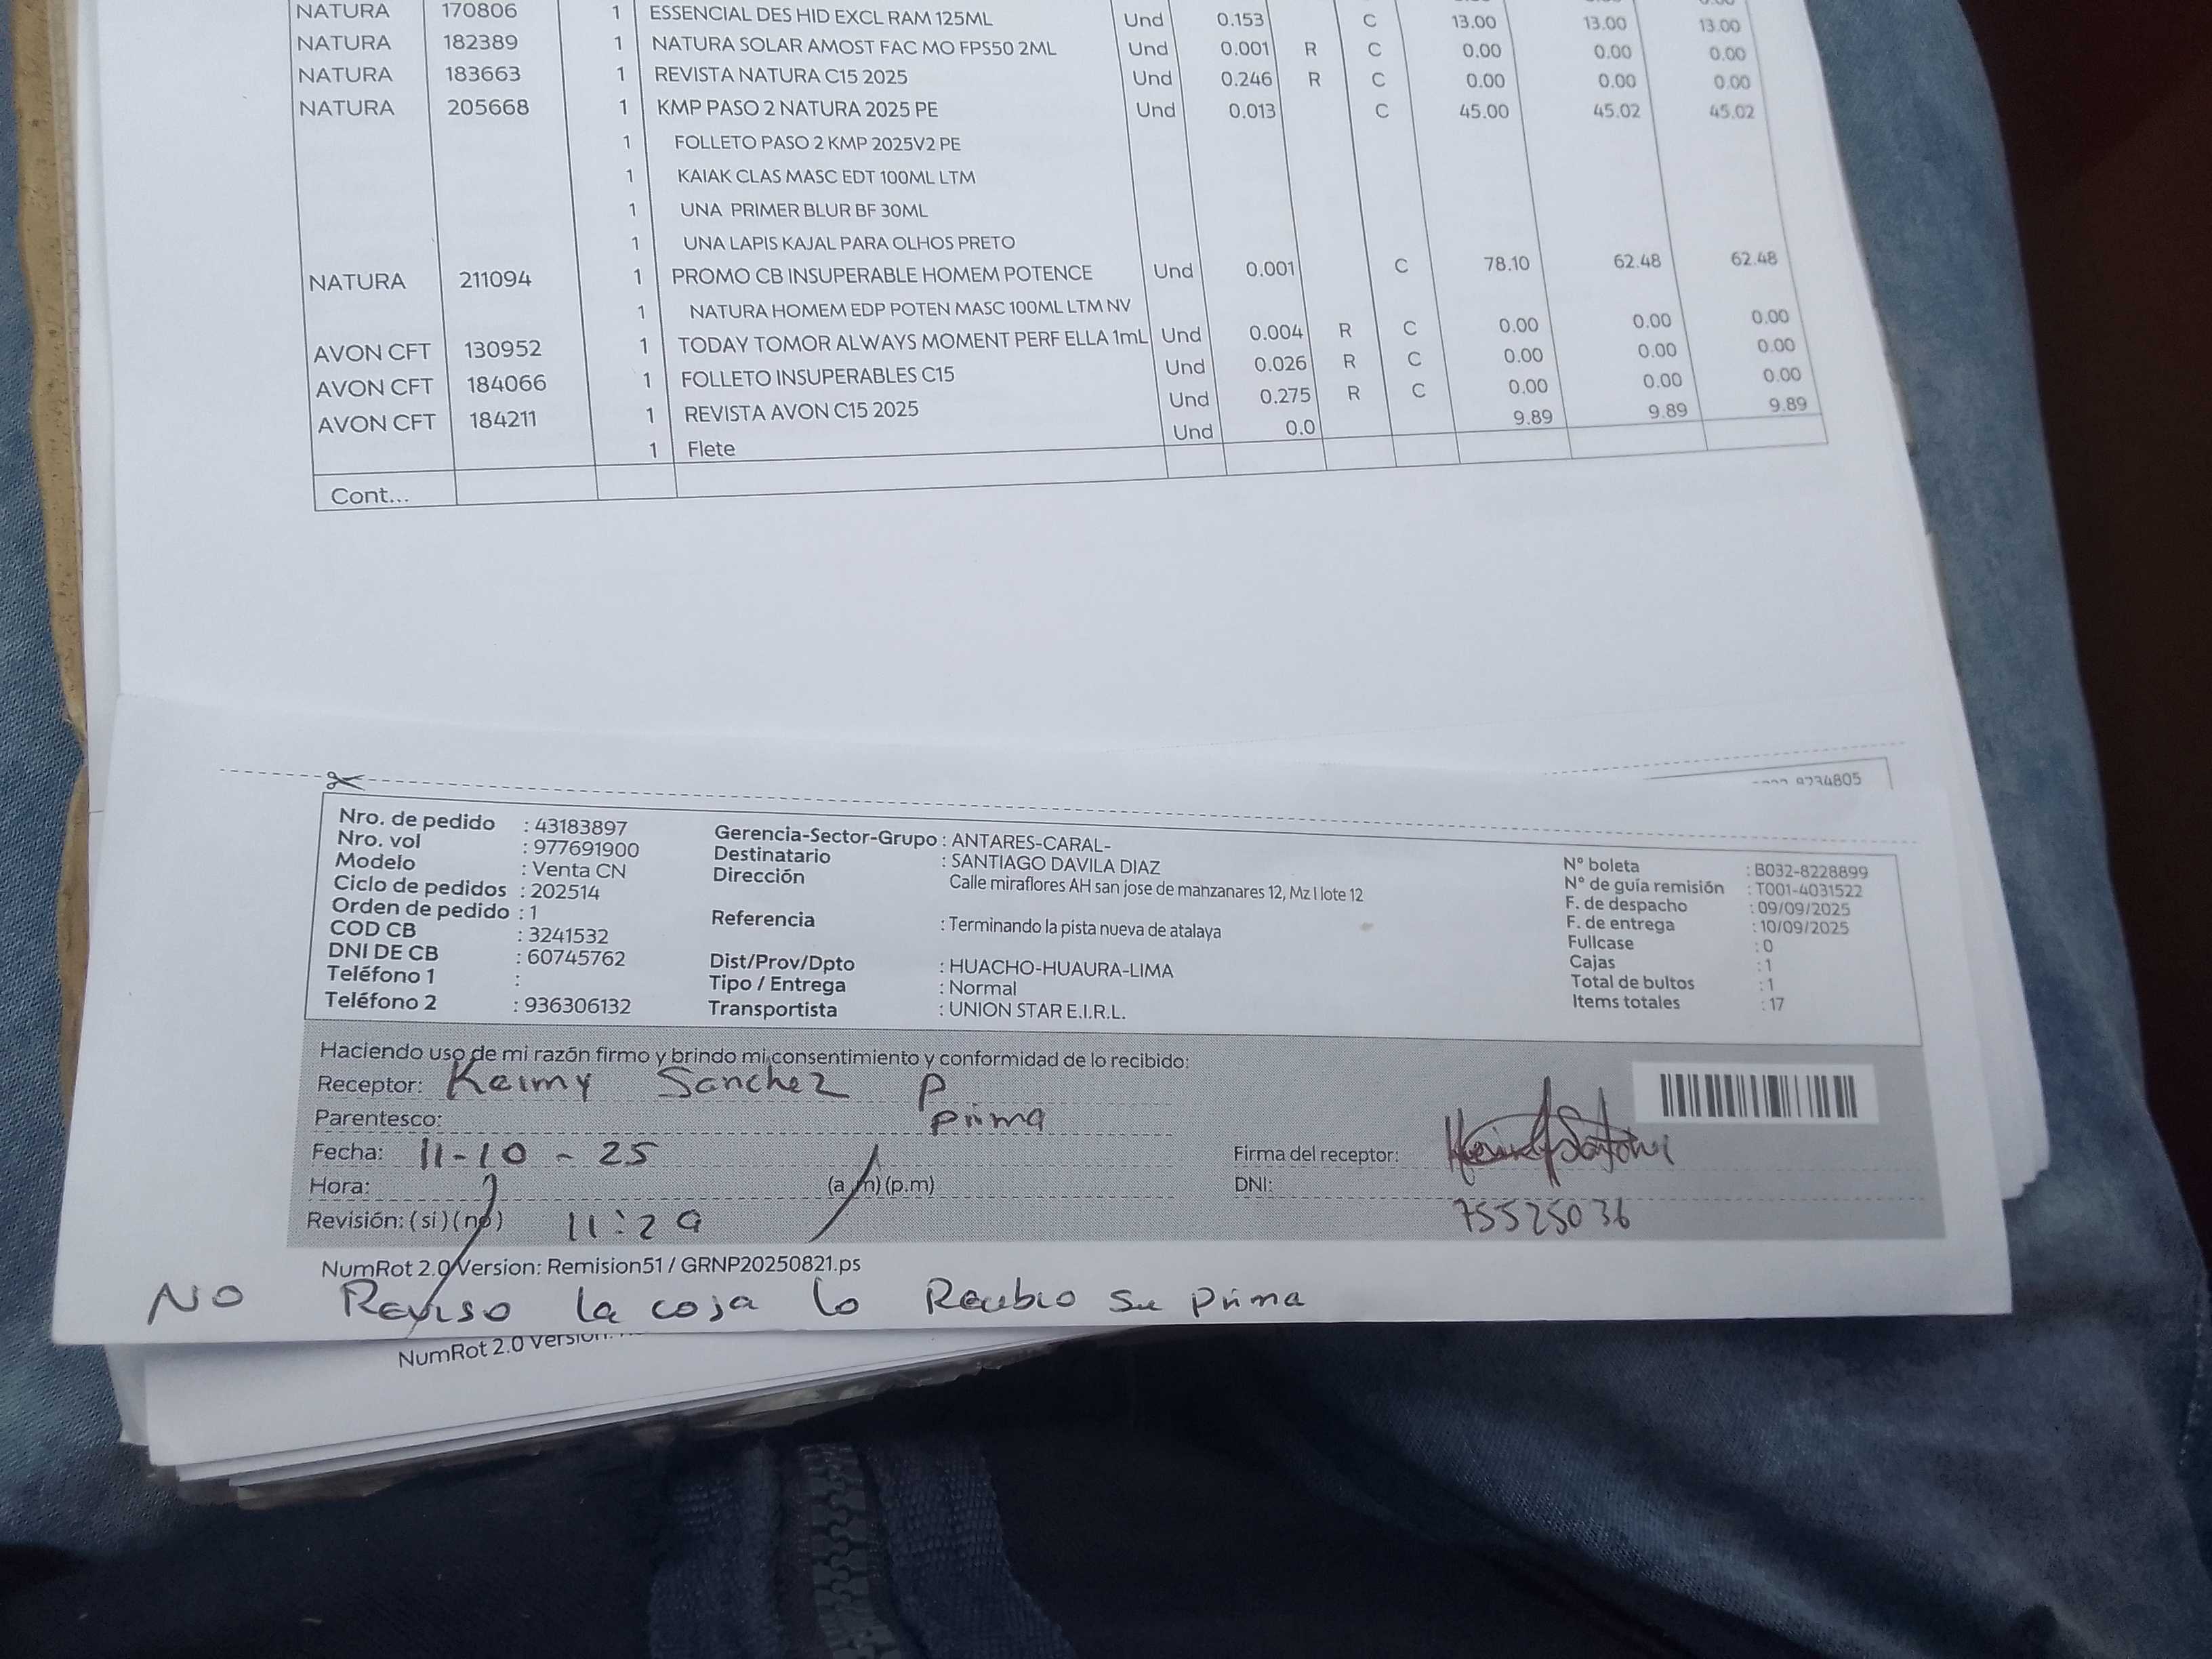 NATURA 170806 1 ESSENCIAL DES HID EXCL RAM 125ML Und 0.153 C 13.00 13.00 13.00
NATURA 182389 1 NATURA SOLAR AMOST FAC MO FPS50 2ML Und 0.001 R C 0.00 0.00 0.00
NATURA 183663 1 REVISTA NATURA C15 2025 Und 0.246 R C 0.00 0.00 0.00
NATURA 205668 1 KMP PASO 2 NATURA 2025 PE Und 0.013 C 45.00 45.02 45.02
1 FOLLETO PASO 2 KMP 2025V2 PE
1 KAIAK CLAS MASC EDT 100ML LTM
1 UNA PRIMER BLUR BF 30ML
1 UNA LAPIS KAJAL PARA OLHOS PRETO
NATURA 211094 1 PROMO CB INSUPERABLE HOMEM POTENCE Und 0.001 C 78.10 62.48 62.48
1 NATURA HOMEM EDP POTEN MASC 100ML LTM NV
AVON CFT 130952 1 TODAY TOMOR ALWAYS MOMENT PERF ELLA 1mL Und 0.004 R C 0.00 0.00 0.00
AVON CFT 184066 1 FOLLETO INSUPERABLES C15 Und 0.026 R C 0.00 0.00 0.00
AVON CFT 184211 1 REVISTA AVON C15 2025 Und 0.275 R C 0.00 0.00 0.00
1 Flete Und 0.0 9.89 9.89 9.89
Cont...
8734805
Nro. de pedido : 43183897
Nro. vol : 977691900
Modelo : Venta CN
Ciclo de pedidos : 202514
Orden de pedido : 1
COD CB : 3241532
DNI DE CB : 60745762
Teléfono 1 :
Teléfono 2 : 936306132
Gerencia-Sector-Grupo : ANTARES-CARAL-
Destinatario : SANTIAGO DAVILA DIAZ
Dirección Calle miraflores AH san jose de mahzanares 12, Mz I lote 12
Referencia : Terminando la pista nueva de atalaya
Dist/Prov/Dpto : HUACHO-HUAURA-LIMA
Tipo / Entrega : Normal
Transportista : UNION STAR E.I.R.L.
N° boleta : B032-8228899
N° de guía remisión : T001-4031522
F. de despacho : 09/09/2025
F. de entrega : 10/09/2025
Fullcase : 0
Cajas : 1
Total de bultos : 1
Items totales : 17
Haciendo uso de mi razón firmo y brindo mi consentimiento y conformidad de lo recibido:
Receptor: Keimy Sanchez P
Parentesco: prima
Fecha: 11-10-25
Firma del receptor:
Hora: (a.m) (p.m)
DNI:
Revisión: (si) (no) 11:29
75525036
NumRot 2.0 Version: Remision51 / GRNP20250821.ps
NO Reviso la caja lo Recibio su prima
NumRot 2.0 Version: